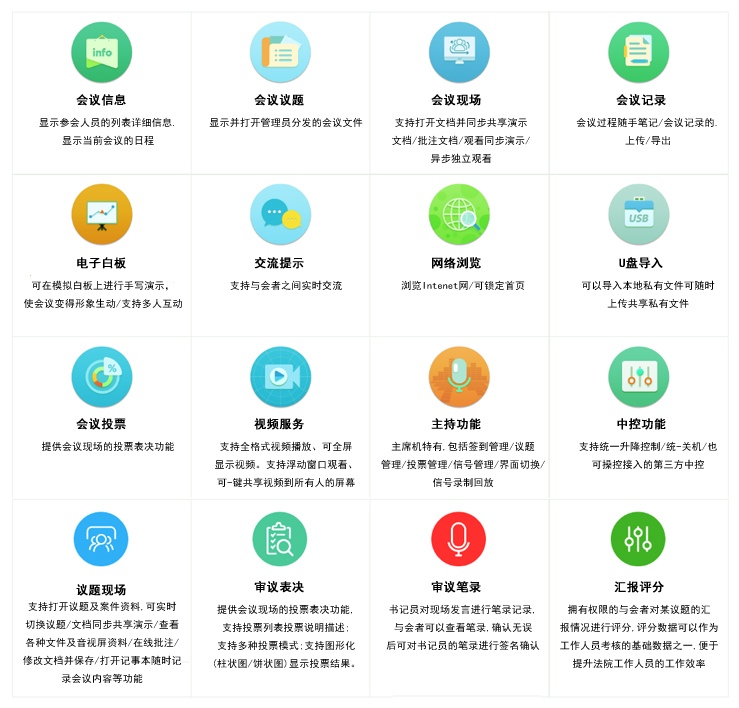 info
会议信息
显示参会人员的列表详细信息.
显示当前会议的日程
会议议题
显示并打开管理员分发的会议文件
会议现场
支持打开文档并同步共享演示
文档/批注文档/观看同步演示/
异步独立观看
会议记录
会议过程随手笔记/会议记录的.
上传/导出
电子白板
可在模拟白板上进行手写演示,
使会议变得形象生动/支持多人互动
交流提示
支持与会者之间实时交流
网络浏览
浏览Intenet网/可锁定首页
USB
U盘导入
可以导入本地私有文件可随时
上传共享私有文件
%
会议投票
提供会议现场的投票表决功能
视频服务
支持全格式视频播放、可全屏
显示视频。支持浮动窗口观看、
可-键共享视频到所有人的屏幕
主持功能
主席机特有,包括签到管理/议题
管理/投票管理/信号管理/界面切换/
信号录制回放
中控功能
支持统一升降控制/统-关机/也
可操控接入的第三方中控
议题现场
支持打开议题及案件资料,可实时
切换议题/文档同步共享演示/查看
各种文件及音视屏资料/在线批注/
修改文档并保存/打开记事本随时记
录会议内容等功能
审议表决
提供会议现场的投票表决功能,
支持投票列表投票说明描述;
支持多种投票模式;支持图形化
(柱状图/饼状图)显示投票结果。
审议笔录
书记员对现场发言进行笔录记录,
与会者可以查看笔录,确认无误
后可对书记员的笔录进行签名确认
汇报评分
拥有权限的与会者对某议题的汇
报情况进行评分,评分数据可以作为
工作人员考核的基础数据之一,便于
提升法院工作人员的工作效率